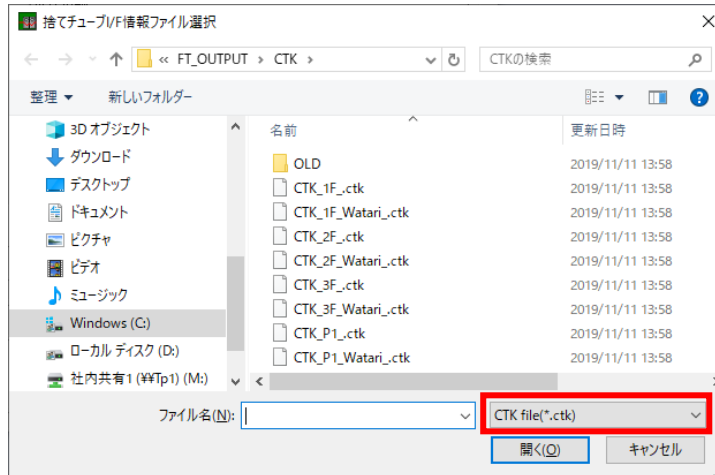 捨てチューブI/F情報ファイル選択
« FT_OUTPUT > CTK >
CTKの検索
整理
新しいフォルダー
3D オブジェクト
ダウンロード
デスクトップ
ドキュメント
ピクチャ
ビデオ
ミュージック
Windows (C:)
ローカル ディスク (D:)
社内共有1 (¥¥Tp1) (M:)
名前
更新日時
OLD 2019/11/11 13:58
CTK_1F_.ctk 2019/11/11 13:58
CTK_1F_Watari_.ctk 2019/11/11 13:58
CTK_2F_.ctk 2019/11/11 13:58
CTK_2F_Watari_.ctk 2019/11/11 13:58
CTK_3F_.ctk 2019/11/11 13:58
CTK_3F_Watari_.ctk 2019/11/11 13:58
CTK_P1_.ctk 2019/11/11 13:58
CTK_P1_Watari_.ctk 2019/11/11 13:58
ファイル名(N):
CTK file(*.ctk)
開く(O)
キャンセル